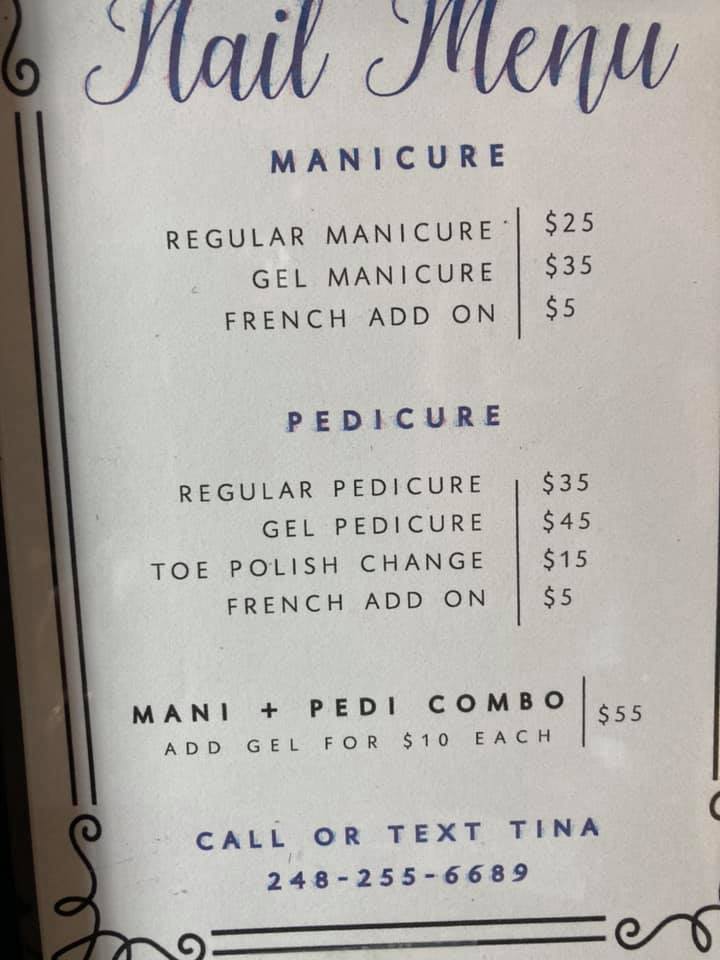 Nail Menu
MANICURE
REGULAR MANICURE $25
GEL MANICURE $35
FRENCH ADD ON $5
PEDICURE
REGULAR PEDICURE $35
GEL PEDICURE $45
TOE POLISH CHANGE $15
FRENCH ADD ON $5
MANI + PEDI COMBO $55
ADD GEL FOR $10 EACH
CALL OR TEXT TINA
248-255-6689